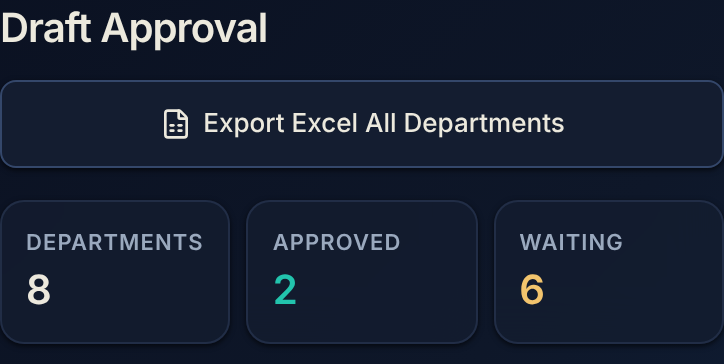 Draft Approval
Export Excel All Departments
DEPARTMENTS
8
APPROVED
2
WAITING
6